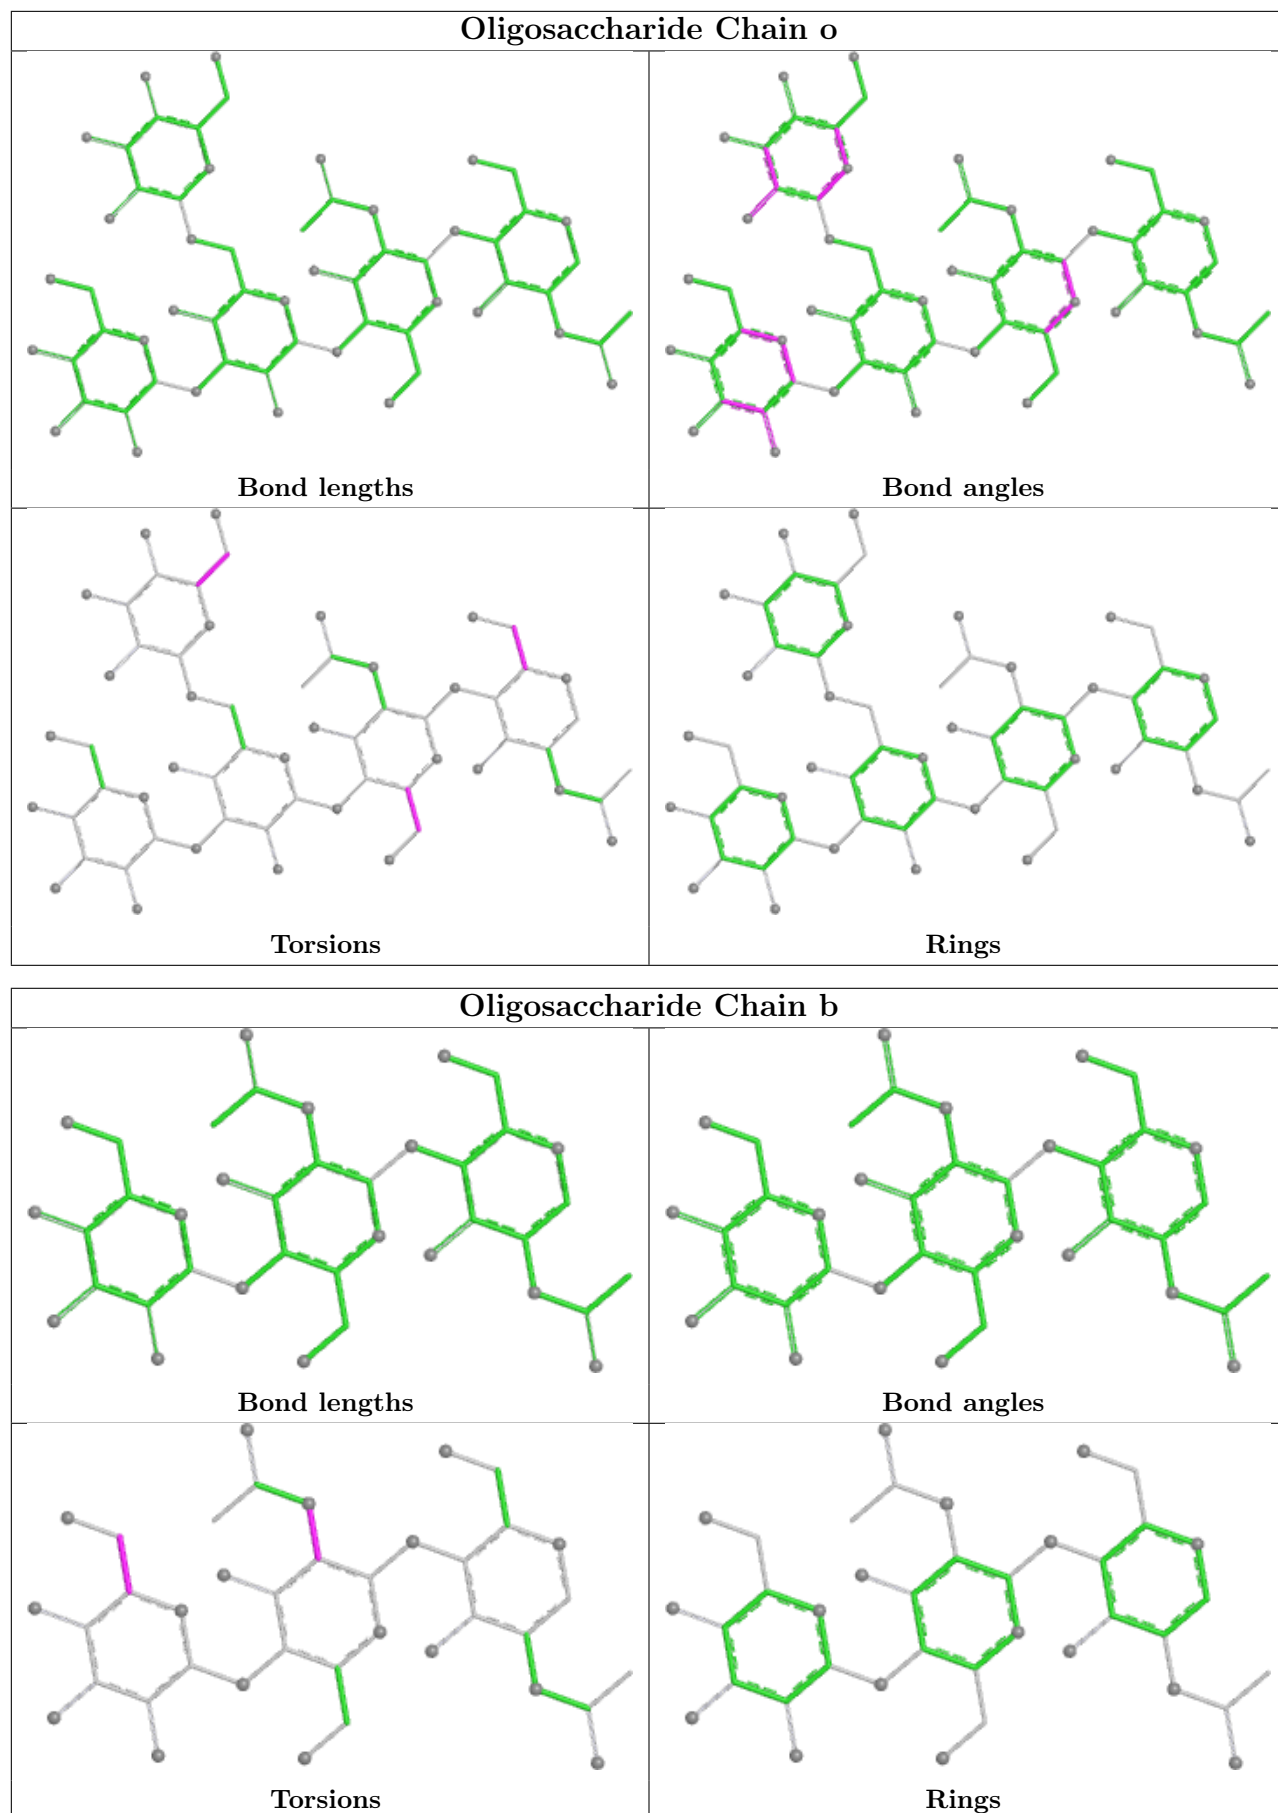 Oligosaccharide Chain o
Bond lengths
Bond angles
Torsions
Rings
Oligosaccharide Chain b
Bond lengths
Bond angles
Torsions
Rings